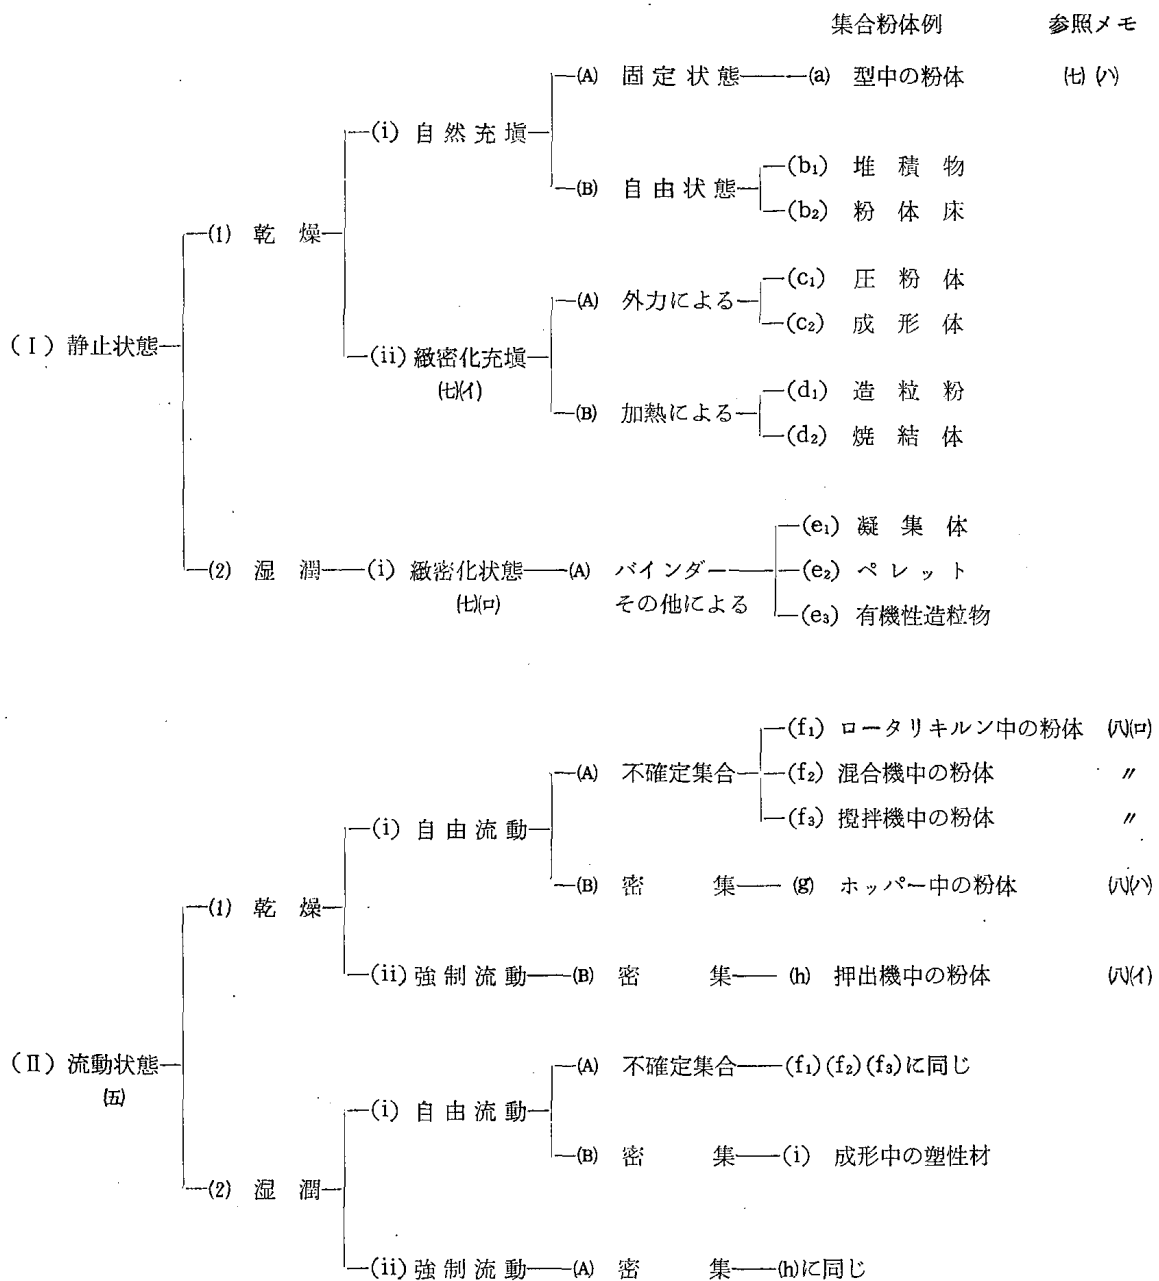 集合粉体例 参照メモ
(A) 固定状態 (a) 型中の粉体 (七)(ハ)
(i) 自然充塡
(B) 自由状態 (b₁) 堆積物
(b₂) 粉体床
(1) 乾燥
(A) 外力による (c₁) 圧粉体
(c₂) 成形体
(I) 静止状態
(ii) 緻密化充塡
(七)(イ)
(B) 加熱による (d₁) 造粒粉
(d₂) 焼結体
(e₁) 凝集体
(2) 湿潤 (i) 緻密化状態 (A) バインダー (e₂) ペレット
(七)(ロ) その他による (e₃) 有機性造粒物
(f₁) ロータリキルン中の粉体 (八)(ロ)
(A) 不確定集合 (f₂) 混合機中の粉体 〃
(f₃) 攪拌機中の粉体 〃
(i) 自由流動
(B) 密集 (g) ホッパー中の粉体 (八)(ハ)
(1) 乾燥
(ii) 強制流動 (B) 密集 (h) 押出機中の粉体 (八)(イ)
(II) 流動状態
(五)
(A) 不確定集合 (f₁)(f₂)(f₃)に同じ
(i) 自由流動
(B) 密集 (i) 成形中の塑性材
(2) 湿潤
(ii) 強制流動 (A) 密集 (h)に同じ